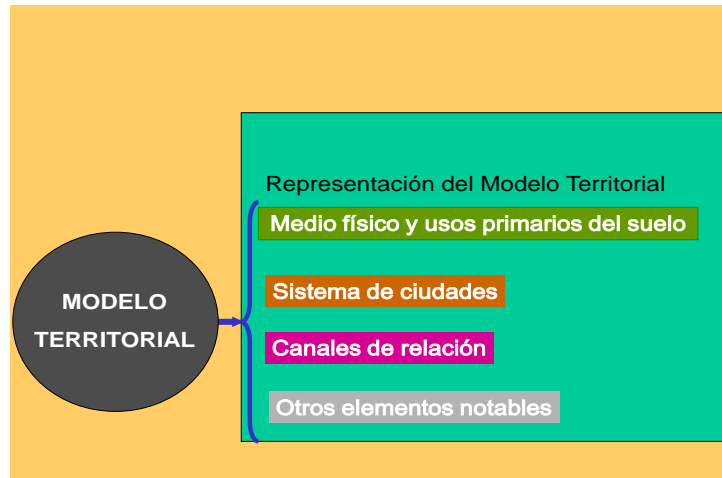 MODELO
TERRITORIAL
Representación del Modelo Territorial
Medio físico y usos primarios del suelo
Sistema de ciudades
Canales de relación
Otros elementos notables